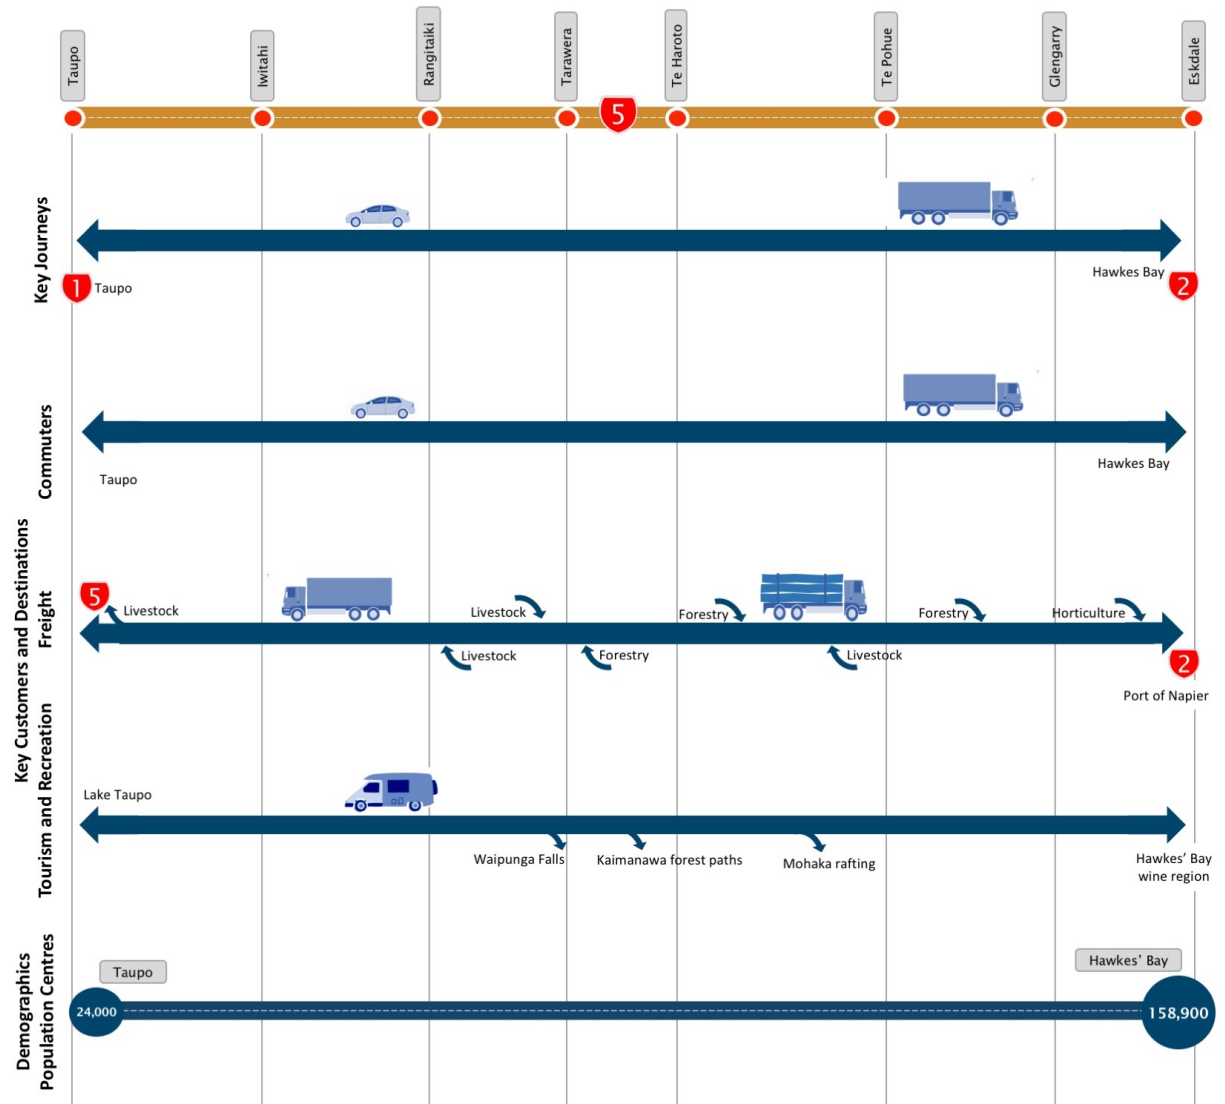 Taupo
Iwitahi
Rangitaiki
Tarawera
Te Haroto
Te Pohue
Glengarry
Eskdale
5
Key Journeys
1
Taupo
Hawkes Bay
2
Commuters
Taupo
Hawkes Bay
Key Customers and Destinations
Freight
5
Livestock
Livestock
Forestry
Forestry
Horticulture
Livestock
Forestry
Livestock
2
Port of Napier
Tourism and Recreation
Lake Taupo
Waipunga Falls
Kaimanawa forest paths
Mohaka rafting
Hawkes' Bay
wine region
Demographics
Population Centres
Taupo
Hawkes' Bay
24,000
158,900